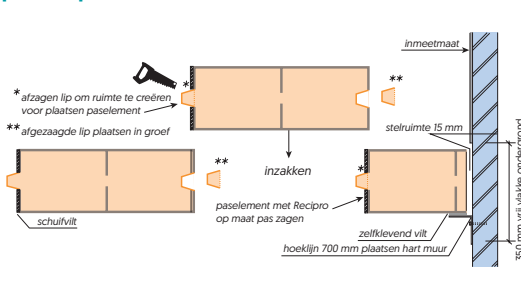 inmeetmaat
*
**
* afzagen lip om ruimte te creëren
voor plaatsen paselement
** afgezaagde lip plaatsen in groef
stelruimte 15 mm
**
inzakken
*
paselement met Recipro
op maat pas zagen
schuifvilt
zelfklevend vilt
hoeklijn 700 mm plaatsen hart muur
350 mm vrij vlakke ondergrond